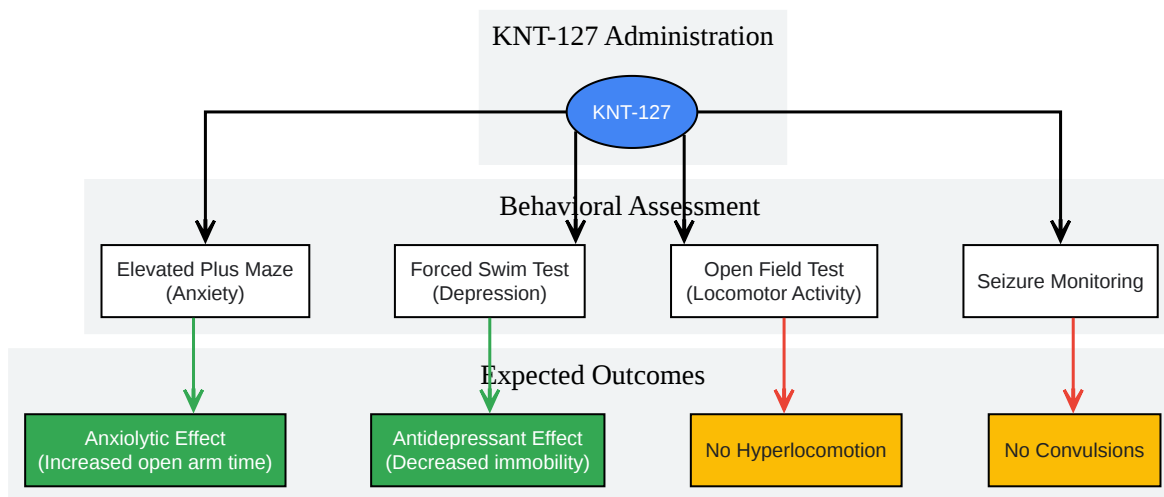 KNT-127 Administration
KNT-127
Behavioral Assessment
Elevated Plus Maze
(Anxiety)
Forced Swim Test
(Depression)
Open Field Test
(Locomotor Activity)
Seizure Monitoring
Expected Outcomes
Anxiolytic Effect
(Increased open arm time)
Antidepressant Effect
(Decreased immobility)
No Hyperlocomotion
No Convulsions